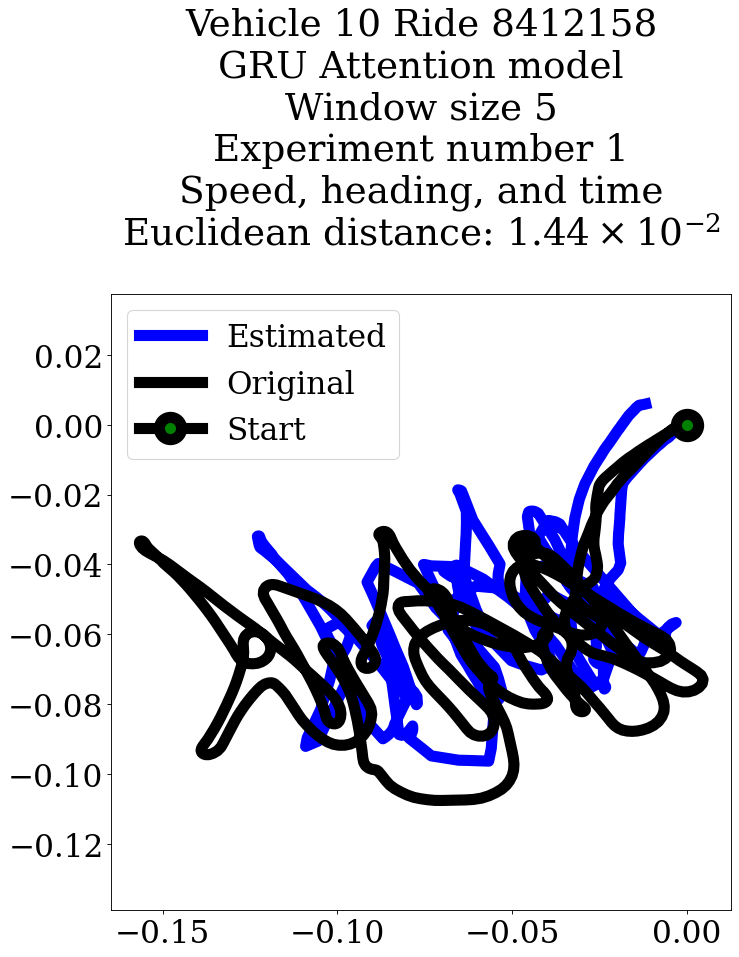 Vehicle 10 Ride 8412158
GRU Attention model
Window size 5
Experiment number 1
Speed, heading, and time
Euclidean distance: 1.44 × 10⁻²
Estimated
Original
Start
0.02
0.00
−0.02
−0.04
−0.06
−0.08
−0.10
−0.12
−0.15
−0.10
−0.05
0.00